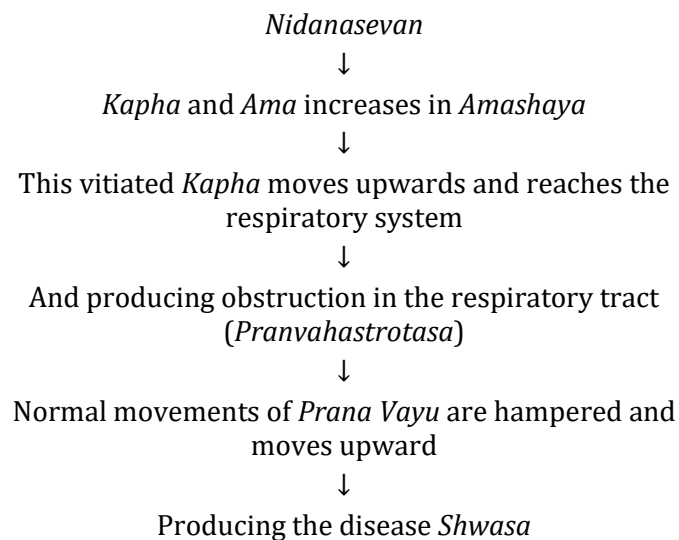 Nidanasevan
↓
Kapha and Ama increases in Amashaya
↓
This vitiated Kapha moves upwards and reaches the
respiratory system
↓
And producing obstruction in the respiratory tract
(Pranvahastrotasa)
↓
Normal movements of Prana Vayu are hampered and
moves upward
↓
Producing the disease Shwasa